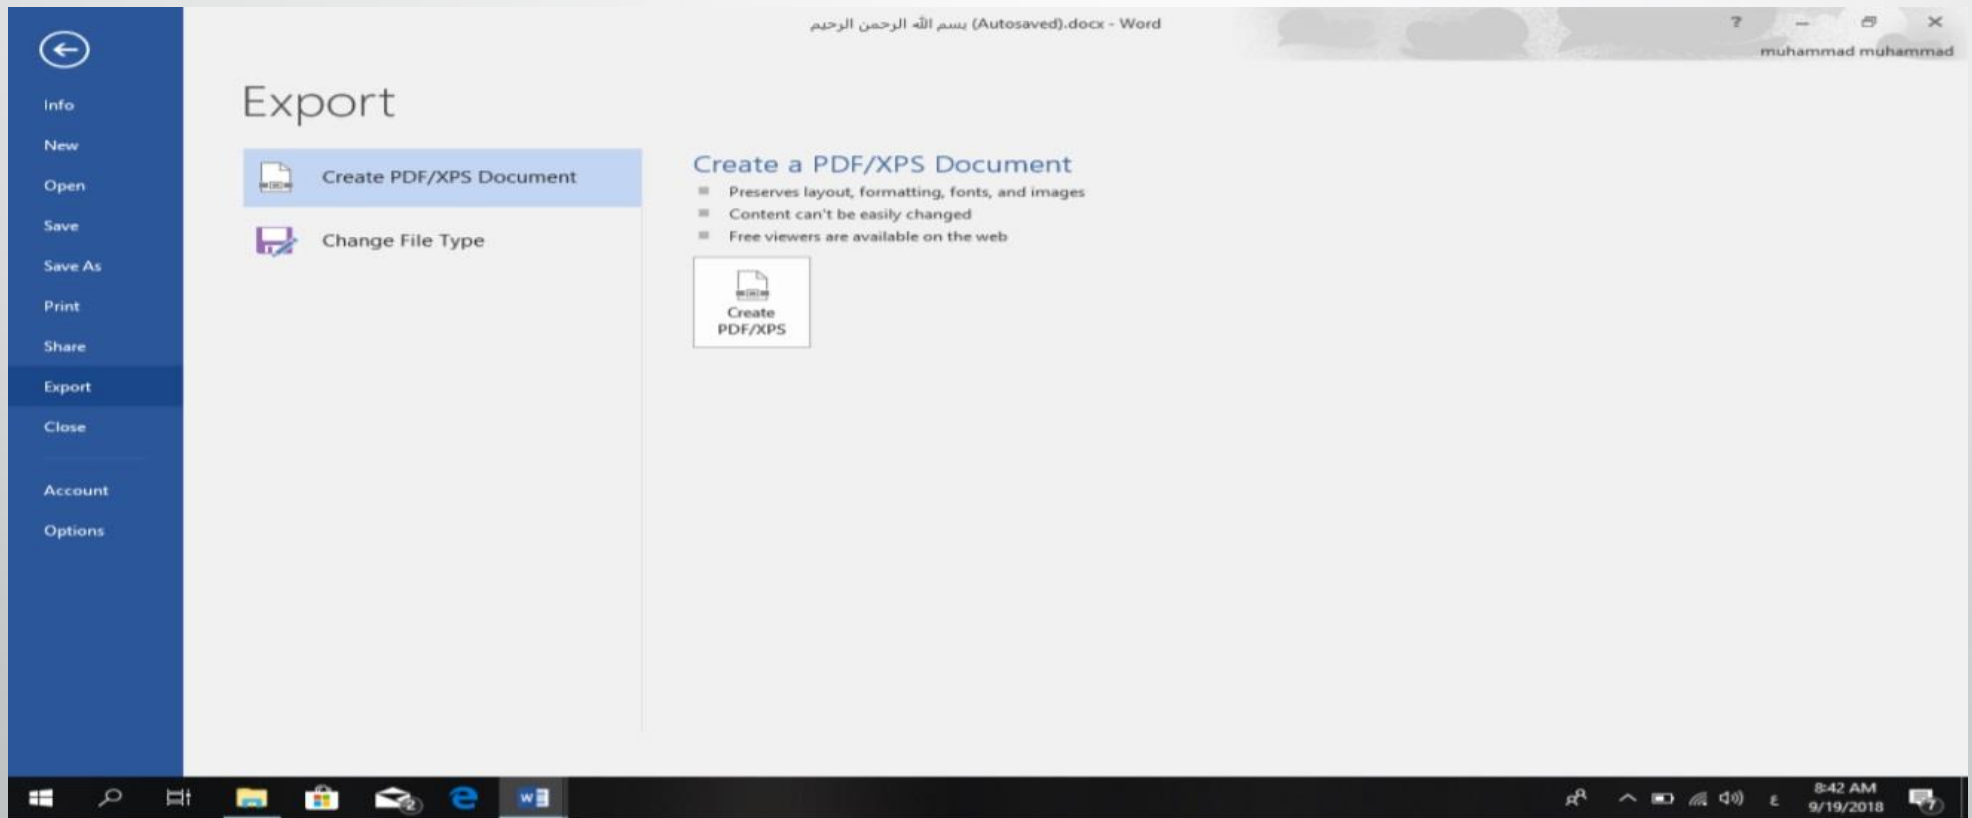 بسم الله الرحمن الرحيم (Autosaved).docx - Word
?
muhammad muhammad
Info
New
Open
Save
Save As
Print
Share
Export
Close
Account
Options
Export
Create PDF/XPS Document
Change File Type
Create a PDF/XPS Document
Preserves layout, formatting, fonts, and images
Content can't be easily changed
Free viewers are available on the web
Create
PDF/XPS
2
ع
8:42 AM
9/19/2018
7